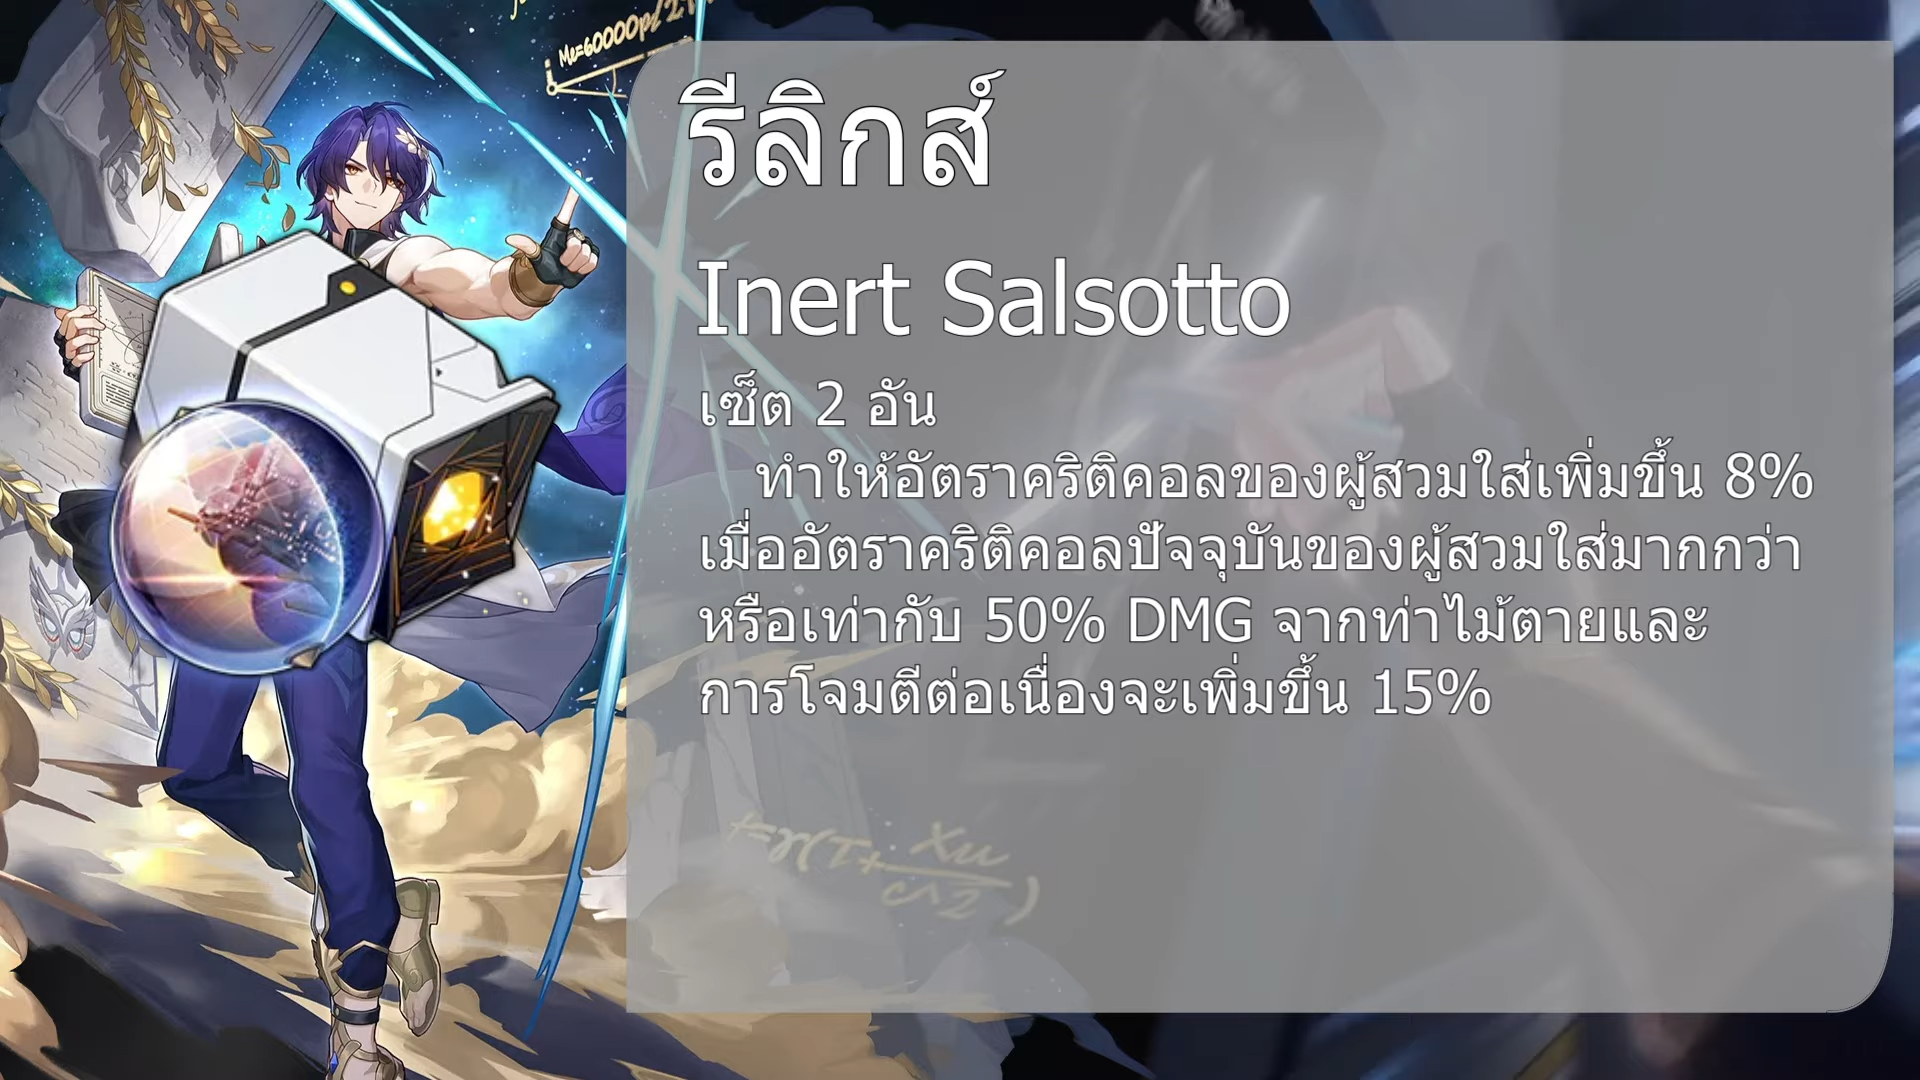 Me=60000p/2π
รีลิกส์
Inert Salsotto
เซ็ต 2 อัน
ทำให้อัตราคริติคอลของผู้สวมใส่เพิ่มขึ้น 8%
เมื่ออัตราคริติคอลปัจจุบันของผู้สวมใส่มากกว่า
หรือเท่ากับ 50% DMG จากท่าไม้ตายและ
การโจมตีต่อเนื่องจะเพิ่มขึ้น 15%